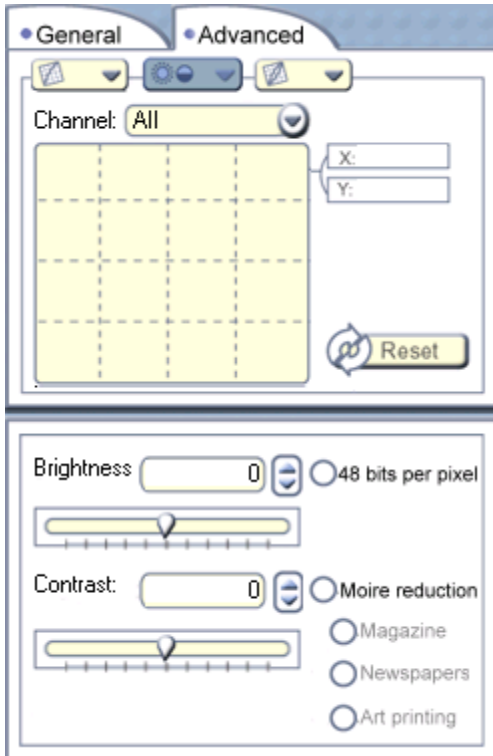 General
Advanced
Channel: All
X:
Y:
Reset
Brightness 0
48 bits per pixel
Contrast: 0
Moire reduction
Magazine
Newspapers
Art printing